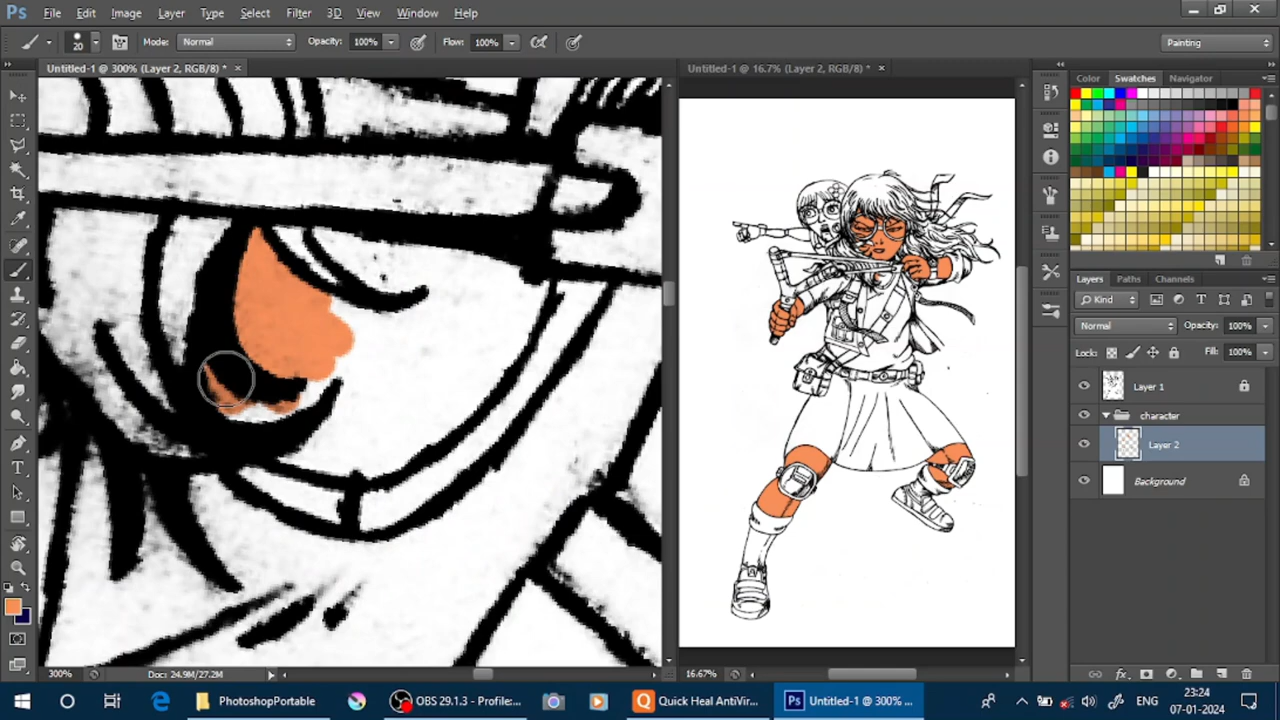 Ps File Edit Image Layer Type Select Filter 3D View Window Help
20 Mode: Normal Opacity: 100% Flow: 100% Painting
Untitled-1 @ 300% (Layer 2, RGB/8) * ×
Untitled-1 @ 16.7% (Layer 2, RGB/8) * ×
Color Swatches Navigator
Layers Paths Channels
Kind
Normal Opacity: 100%
Lock: Fill: 100%
Layer 1
character
Layer 2
Background
300% Doc: 24.9M/27.2M
16.67%
PhotoshopPortable
OBS 29.1.3 - Profile:...
Quick Heal AntiVir...
Untitled-1 @ 300% ...
ENG
23:24
07-01-2024